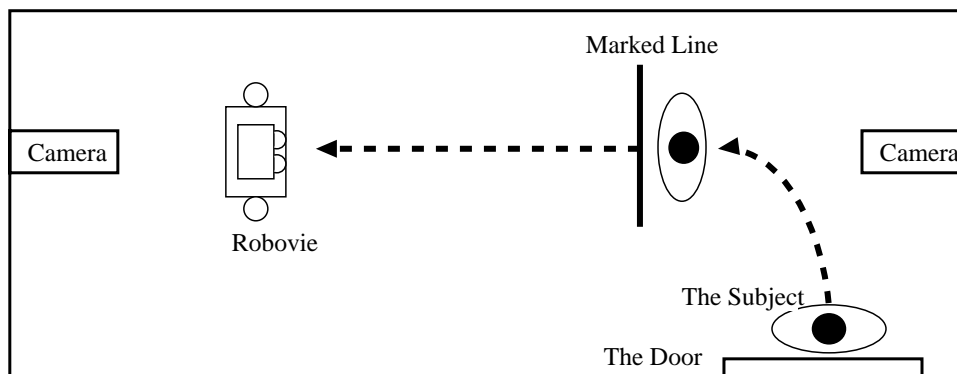 Marked Line
Camera
Camera
Robovie
The Subject
The Door